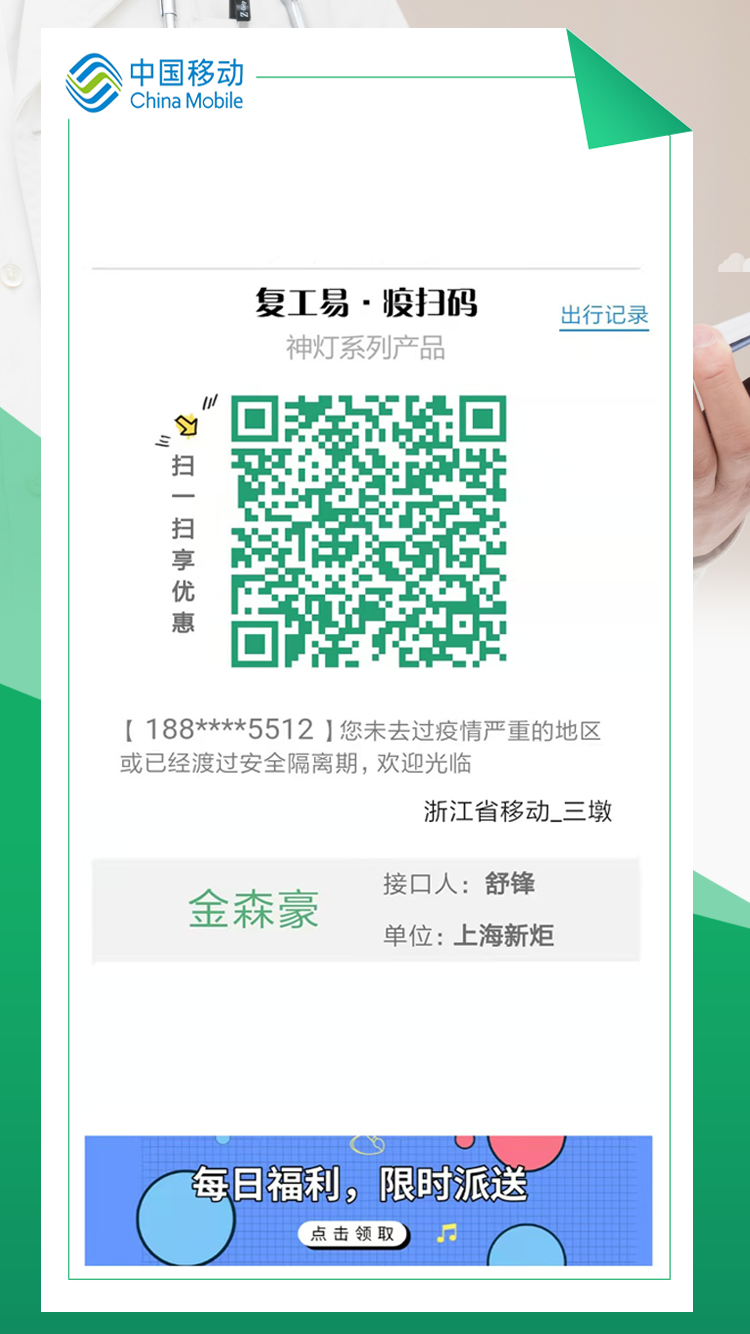 中国移动
China Mobile
复工易·疫扫码
出行记录
神灯系列产品
扫一扫享优惠
【 188****5512 】您未去过疫情严重的地区
或已经渡过安全隔离期，欢迎光临
浙江省移动_三墩
金森豪
接口人：舒锋
单位：上海新炬
每日福利，限时派送
点击领取